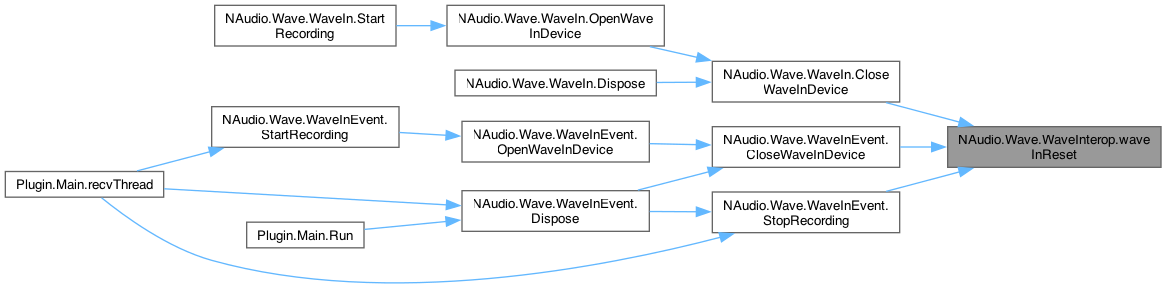 NAudio.Wave.WaveIn.Start
Recording
NAudio.Wave.WaveIn.OpenWave
InDevice
NAudio.Wave.WaveIn.Dispose
NAudio.Wave.WaveIn.Close
WaveInDevice
NAudio.Wave.WaveInEvent.
StartRecording
NAudio.Wave.WaveInEvent.
OpenWaveInDevice
NAudio.Wave.WaveInEvent.
CloseWaveInDevice
NAudio.Wave.WaveInterop.wave
InReset
Plugin.Main.recvThread
NAudio.Wave.WaveInEvent.
Dispose
NAudio.Wave.WaveInEvent.
StopRecording
Plugin.Main.Run